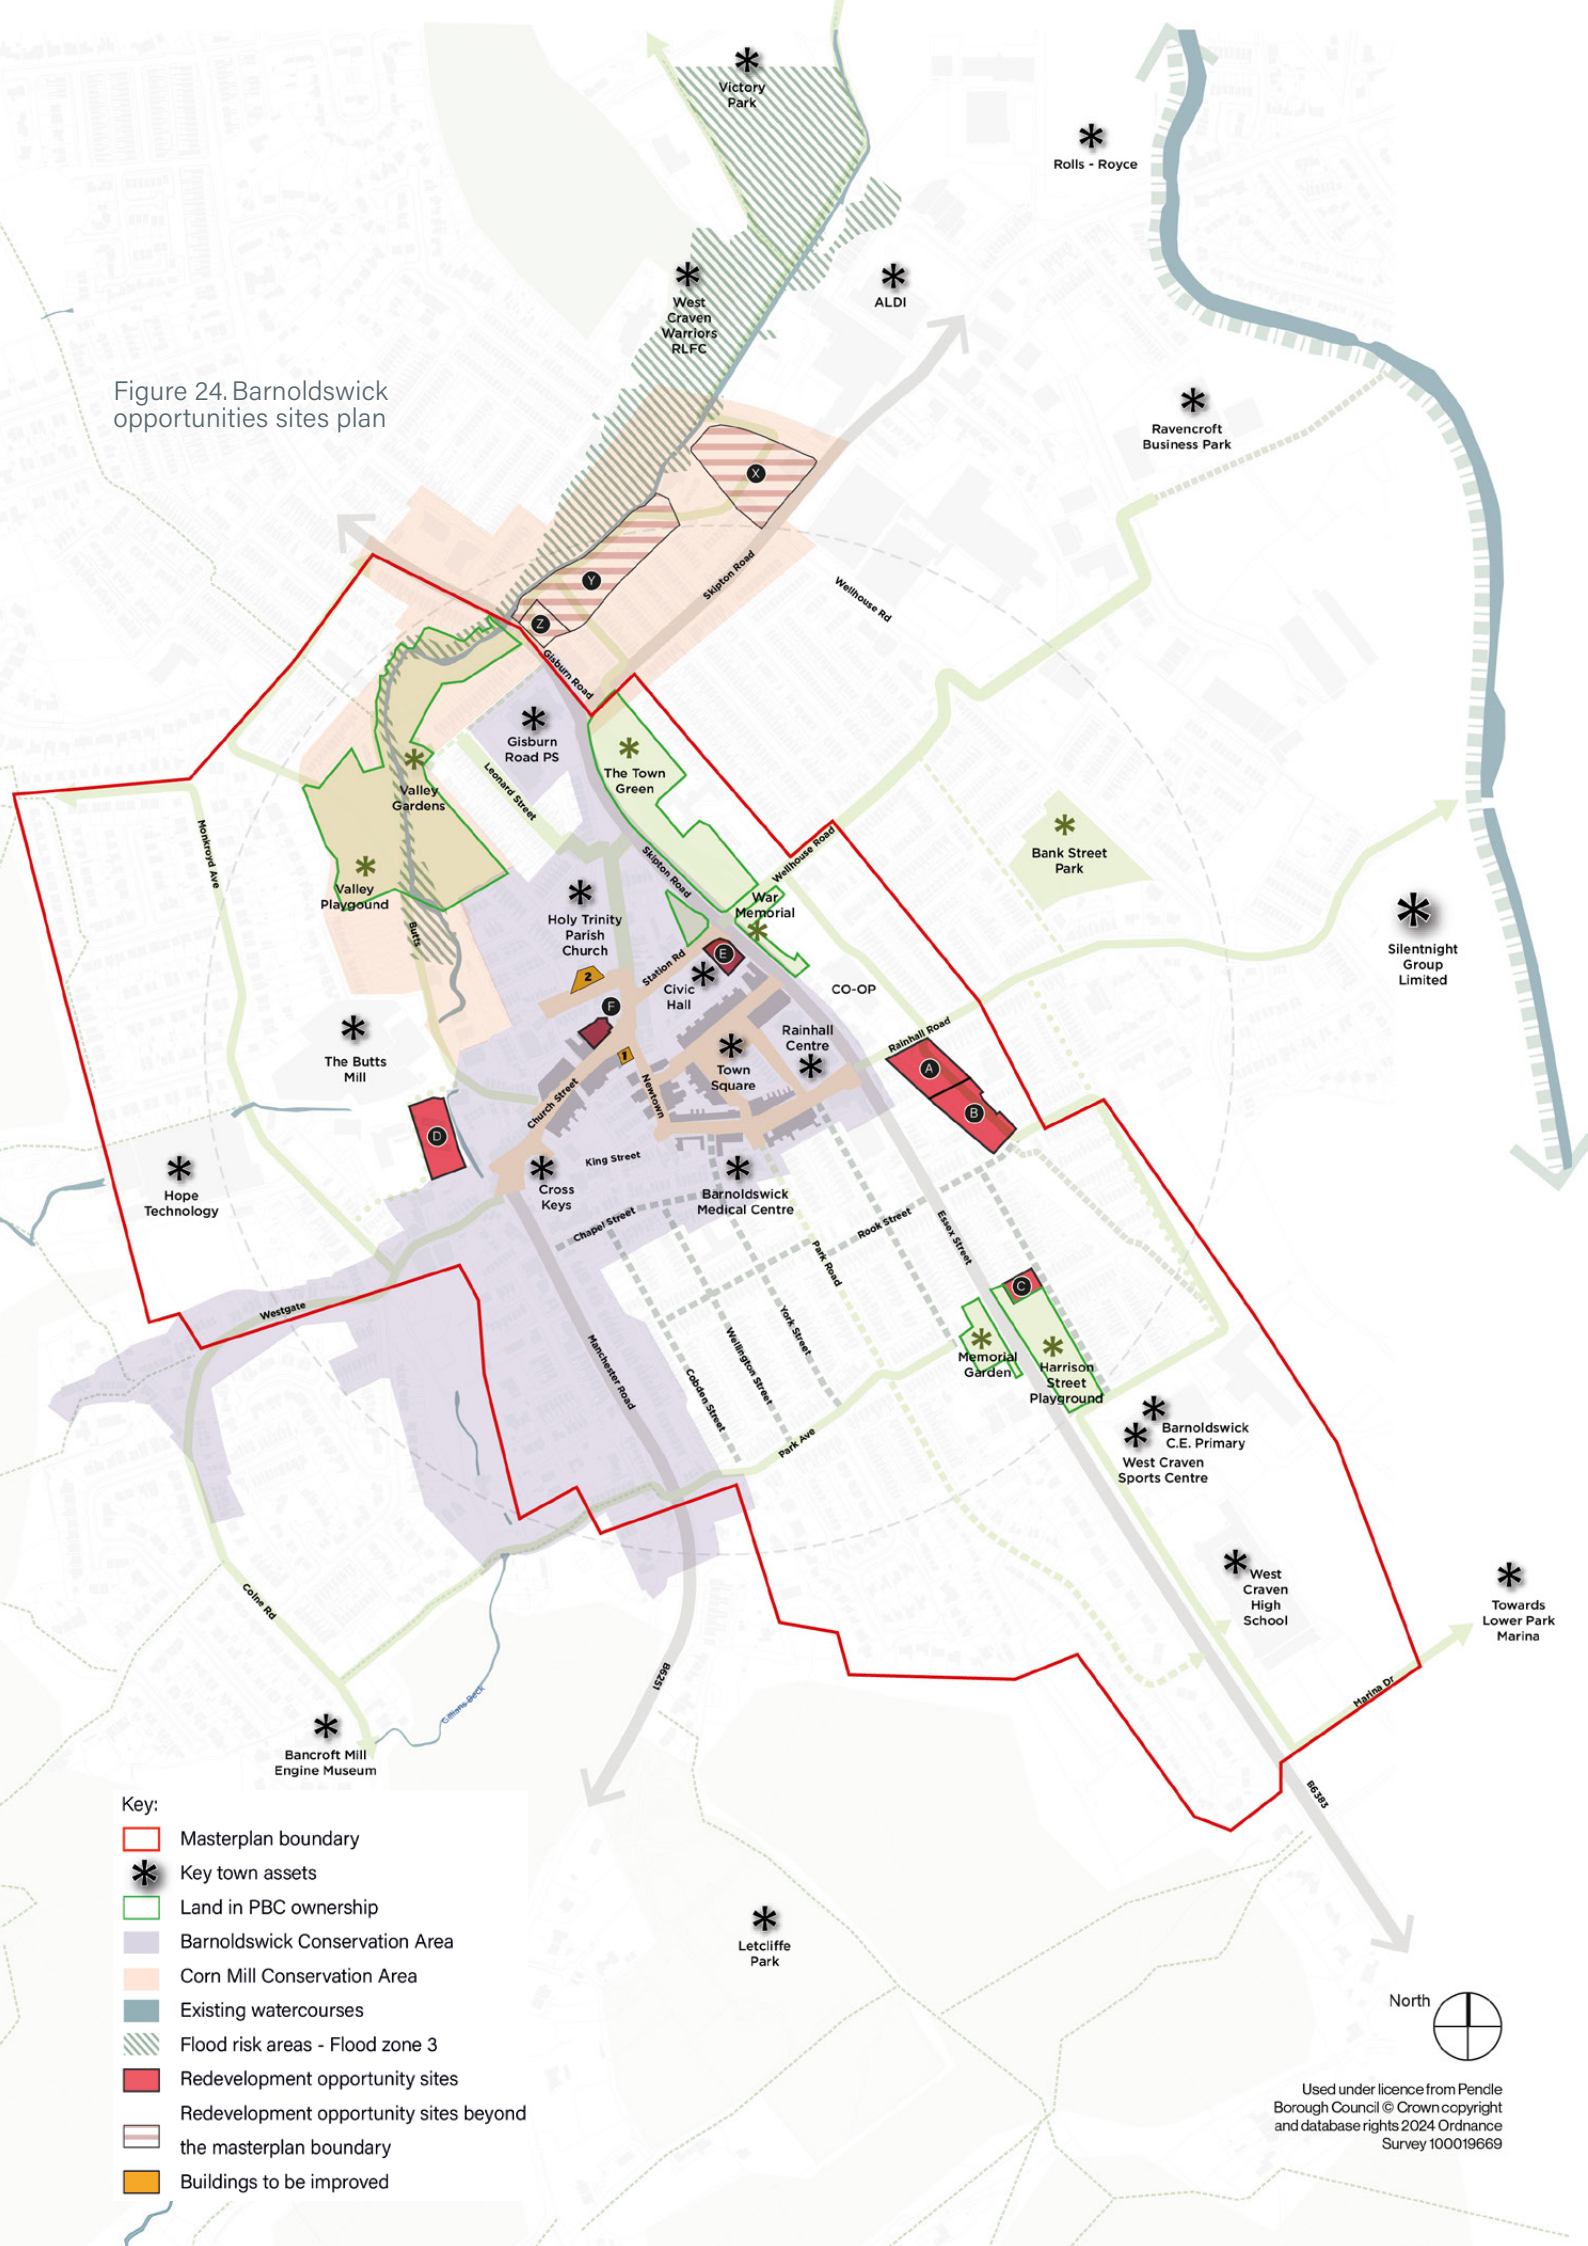 Victory
Park
Rolls - Royce
West
Craven
Warriors
RLFC
ALDI
Figure 24. Barnoldswick
opportunities sites plan
Ravencroft
Business Park
X
Skipton Road
Wellhouse Rd
Y
Z
Gisburn Road
Gisburn
Road PS
The Town
Green
Leonard Street
Valley
Gardens
Monkroyd Ave
Skipton Road
Wellhouse Road
Bank Street
Park
Valley
Playgound
Butts
Holy Trinity
Parish
Church
War
Memorial
Silentnight
Group
Limited
2
Station Rd
E
Civic
Hall
CO-OP
F
Rainhall
Centre
Rainhall Road
The Butts
Mill
1
Town
Square
A
Newtown
Church Street
B
D
King Street
Cross
Keys
Barnoldswick
Medical Centre
Hope
Technology
Chapel Street
Rook Street
Essex Street
Park Road
C
Westgate
York Street
Wellington Street
Manchester Road
Cobden Street
Memorial
Garden
Harrison
Street
Playground
Park Ave
Barnoldswick
C.E. Primary
West Craven
Sports Centre
West
Craven
High
School
Towards
Lower Park
Marina
Colne Rd
B6251
Marina Dr
Gillians Beck
Bancroft Mill
Engine Museum
B6383
Letcliffe
Park
Key:
Masterplan boundary
Key town assets
Land in PBC ownership
Barnoldswick Conservation Area
Corn Mill Conservation Area
Existing watercourses
Flood risk areas - Flood zone 3
Redevelopment opportunity sites
Redevelopment opportunity sites beyond
the masterplan boundary
Buildings to be improved
North
Used under licence from Pendle
Borough Council © Crown copyright
and database rights 2024 Ordnance
Survey 100019669